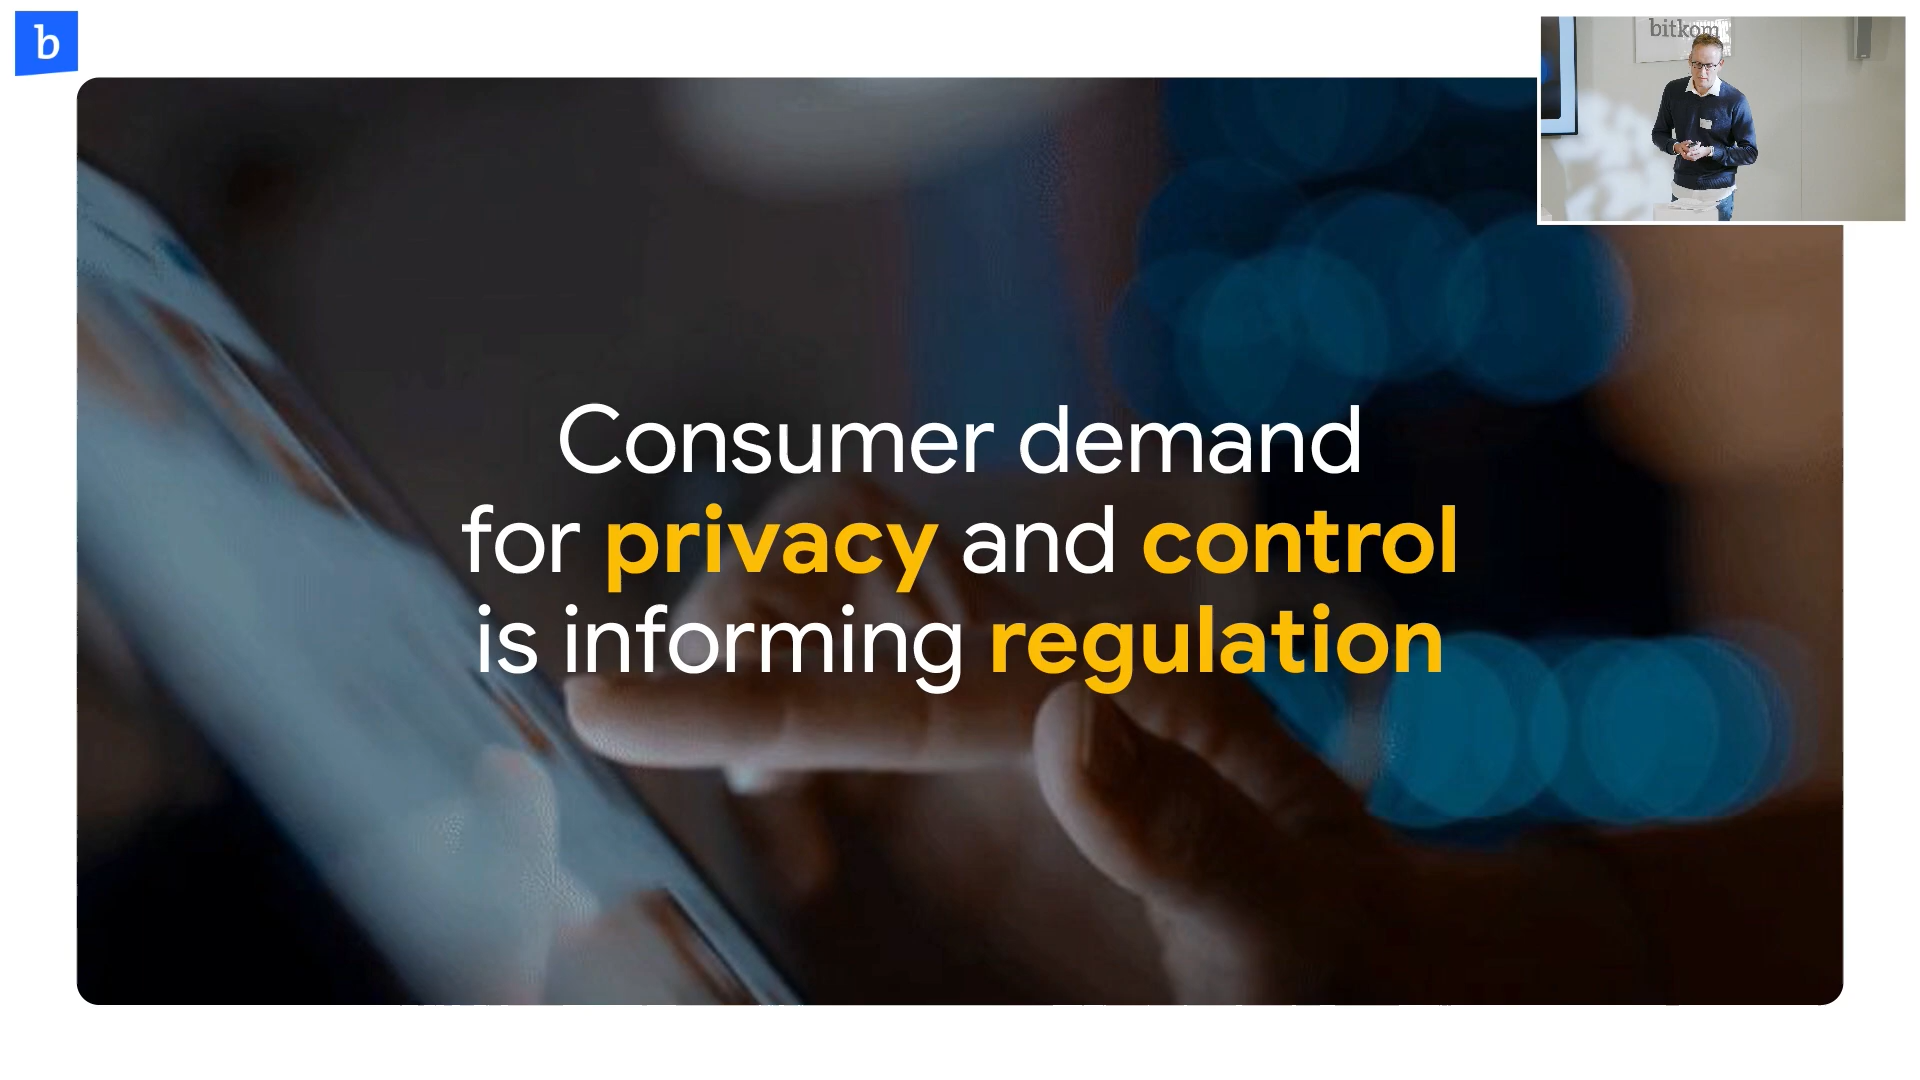 b
bitkom
Consumer demand
for privacy and control
is informing regulation